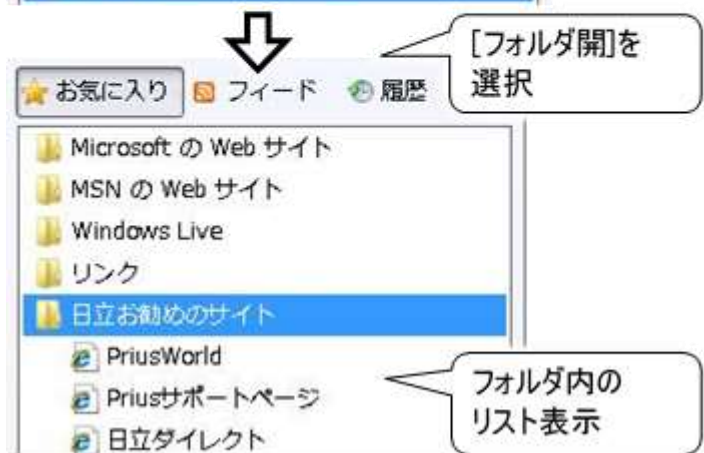 [フォルダ開]を
選択
お気に入り フィード 履歴
Microsoft の Web サイト
MSN の Web サイト
Windows Live
リンク
日立お勧めのサイト
PriusWorld
Priusサポートページ
日立ダイレクト
フォルダ内の
リスト表示